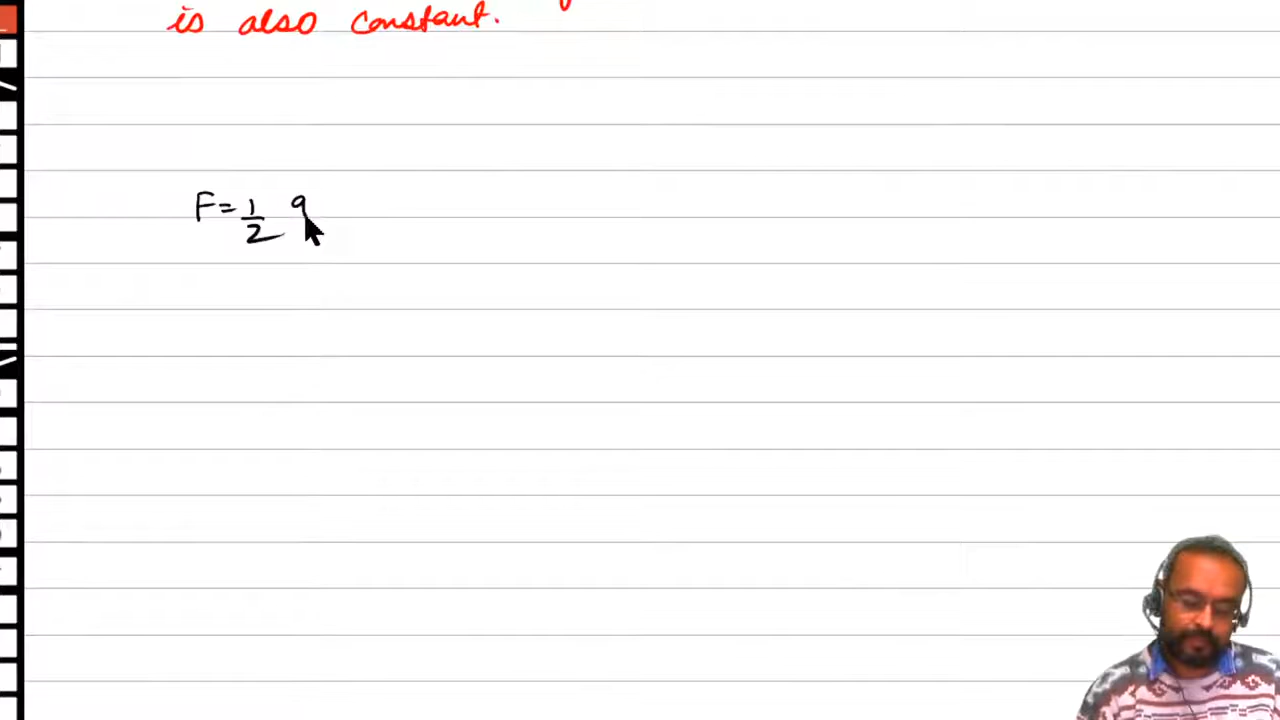 is also constant.
F = 1/2 q